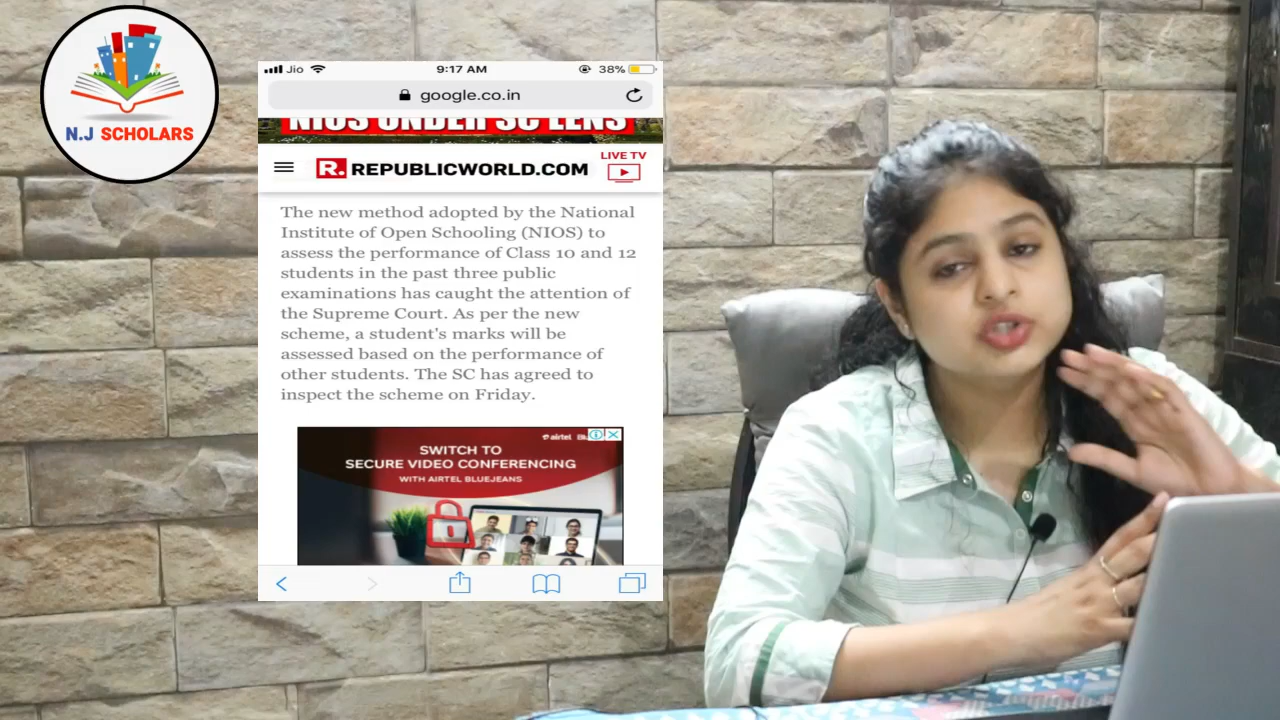 N.J SCHOLARS
Jio
9:17 AM
38%
google.co.in
NIOS UNDER SC LENS
R. REPUBLICWORLD.COM
LIVE TV
The new method adopted by the National
Institute of Open Schooling (NIOS) to
assess the performance of Class 10 and 12
students in the past three public
examinations has caught the attention of
the Supreme Court. As per the new
scheme, a student's marks will be
assessed based on the performance of
other students. The SC has agreed to
inspect the scheme on Friday.
airtel
SWITCH TO
SECURE VIDEO CONFERENCING
WITH AIRTEL BLUEJEANS